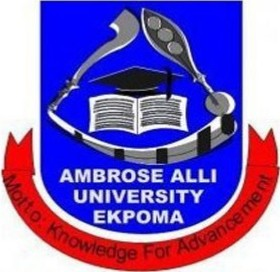 AMBROSE ALLI
UNIVERSITY
EKPOMA
Motto: Knowledge For Advancement